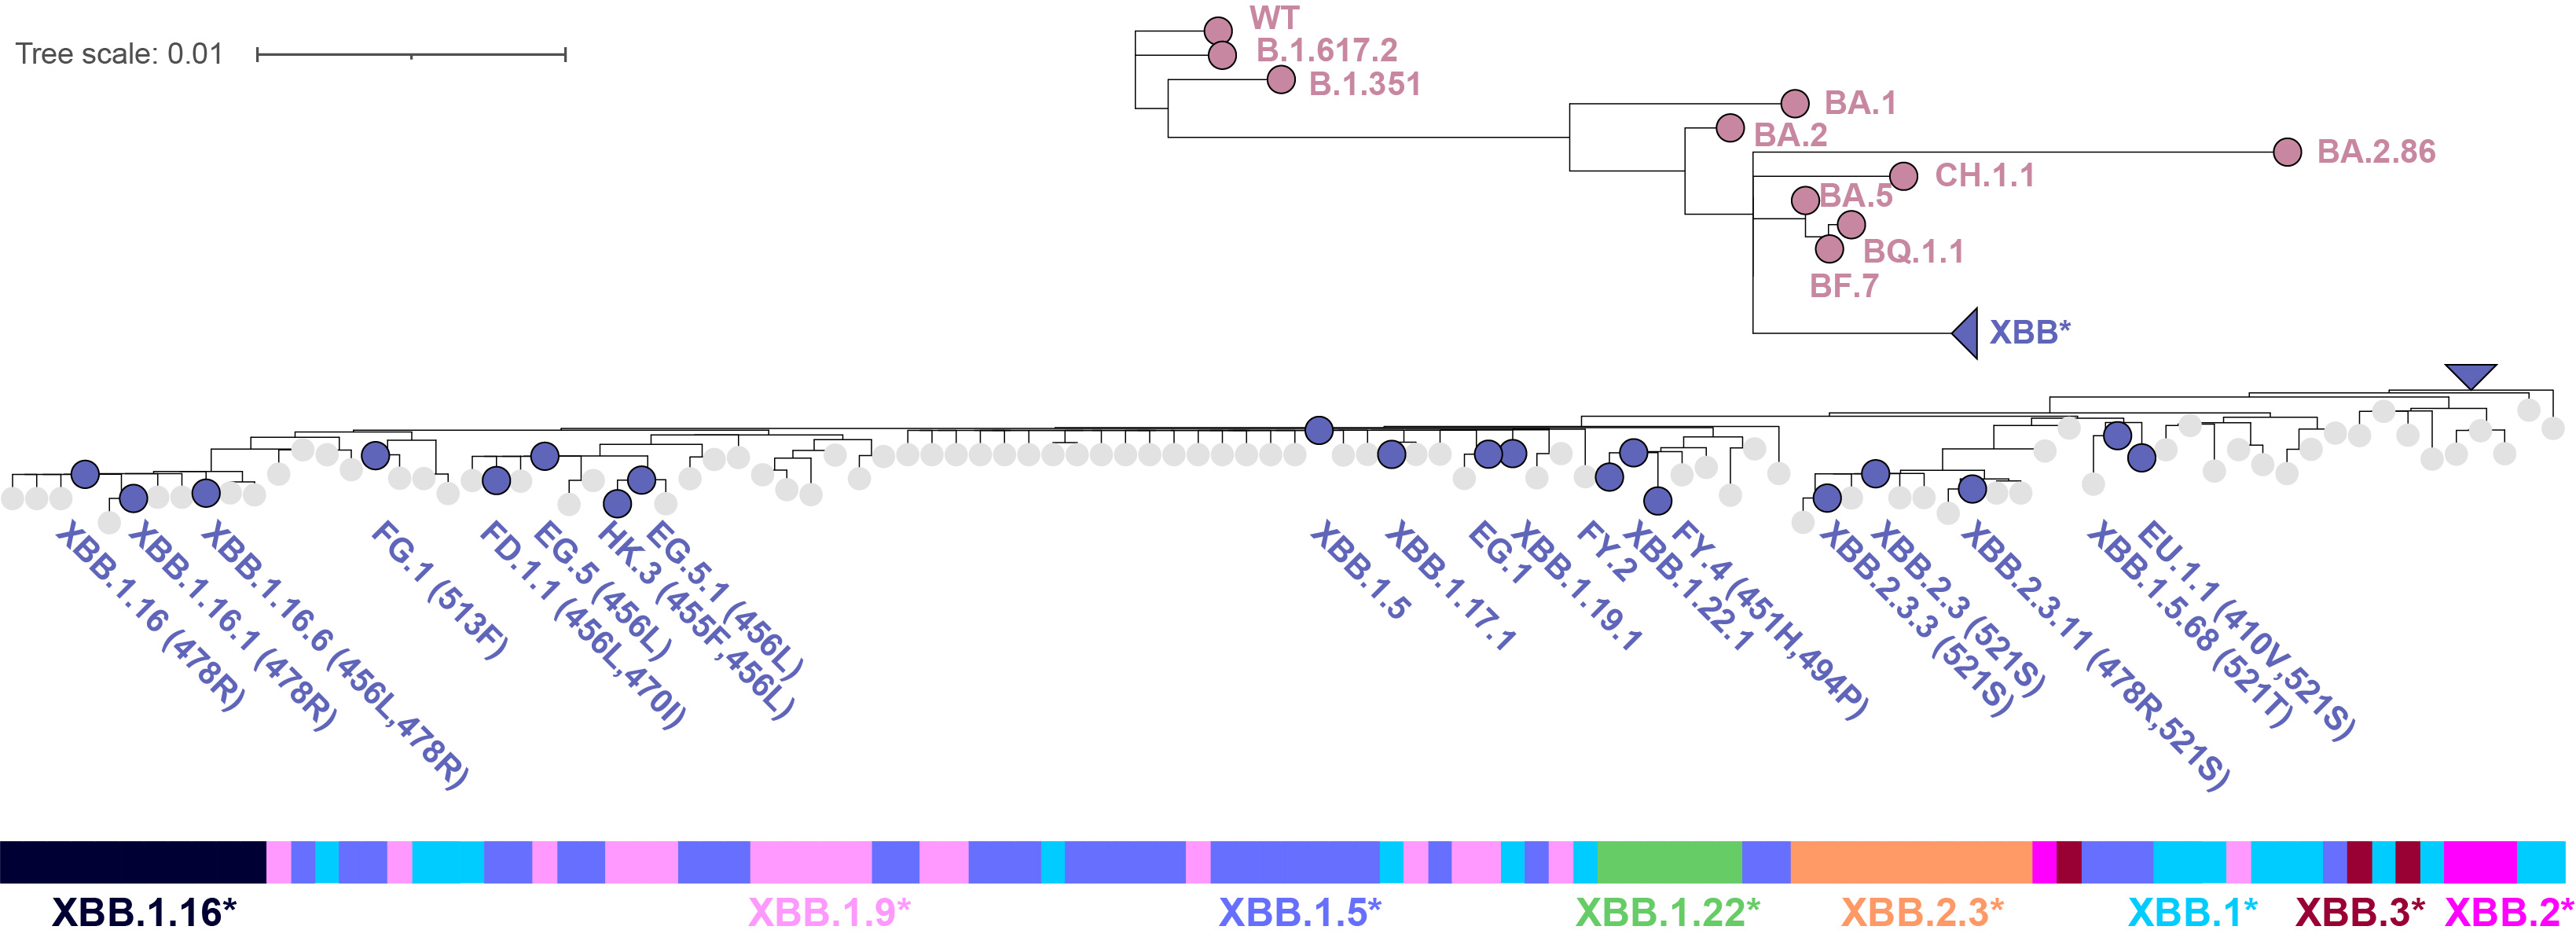 WT
Tree scale: 0.01
B.1.617.2
B.1.351
BA.1
BA.2
BA.2.86
CH.1.1
BA.5
BQ.1.1
BF.7
XBB*
XBB.1.16 (478R)
XBB.1.16.1 (478R)
XBB.1.16.6 (456L,478R)
FG.1 (513F)
FD.1.1 (456L,470I)
EG.5 (456L)
HK.3 (455F,456L)
EG.5.1 (456L)
XBB.1.5
XBB.1.17.1
EG.1
XBB.1.19.1
FY.2
XBB.1.22.1
FY.4 (451H,494P)
XBB.2.3.3 (521S)
XBB.2.3 (521S)
XBB.2.3.11 (478R,521S)
XBB.1.5.68 (521T)
EU.1.1 (410V,521S)
XBB.1.16*
XBB.1.9*
XBB.1.5*
XBB.1.22*
XBB.2.3*
XBB.1*
XBB.3*
XBB.2*